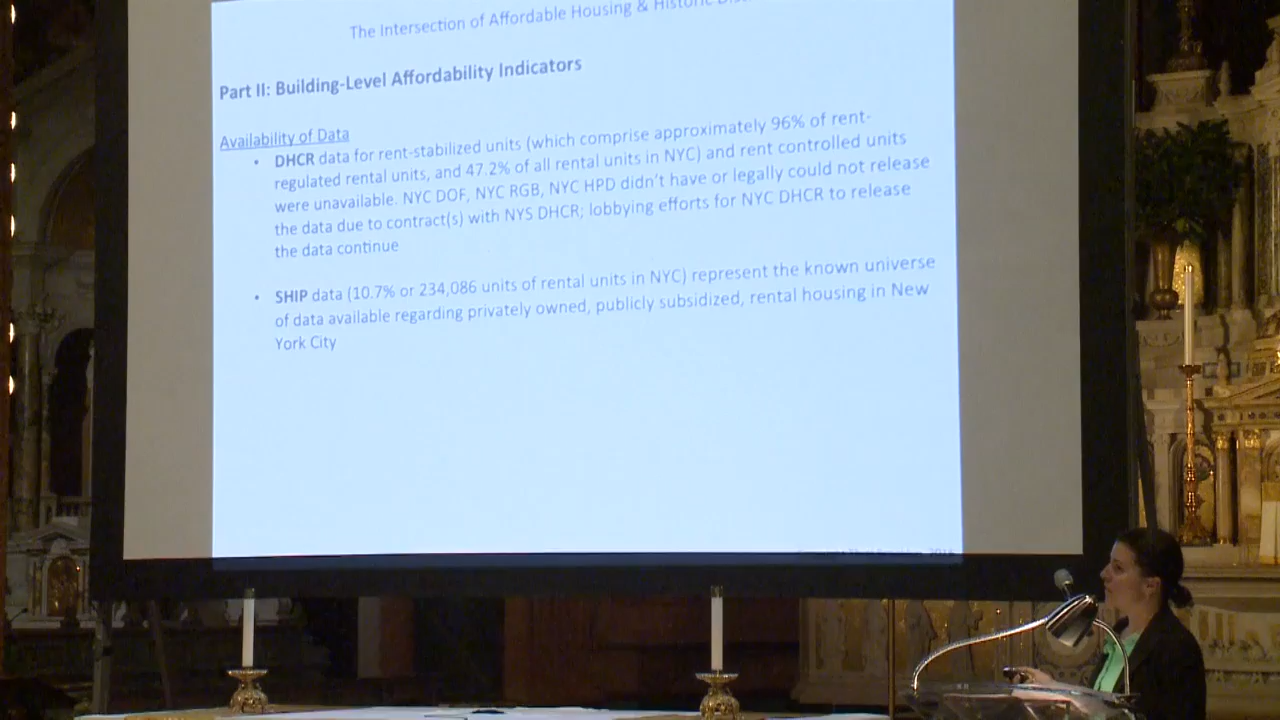 The Intersection of Affordable Housing & Historic
Part II: Building-Level Affordability Indicators
Availability of Data
• DHCR data for rent-stabilized units (which comprise approximately 96% of rent-
regulated rental units, and 47.2% of all rental units in NYC) and rent controlled units
were unavailable. NYC DOF, NYC RGB, NYC HPD didn't have or legally could not release
the data due to contract(s) with NYS DHCR; lobbying efforts for NYC DHCR to release
the data continue
• SHIP data (10.7% or 234,086 units of rental units in NYC) represent the known universe
of data available regarding privately owned, publicly subsidized, rental housing in New
York City